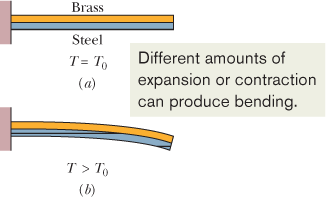 Brass
Steel
T = T₀
(a)
Different amounts of
expansion or contraction
can produce bending.
T > T₀
(b)